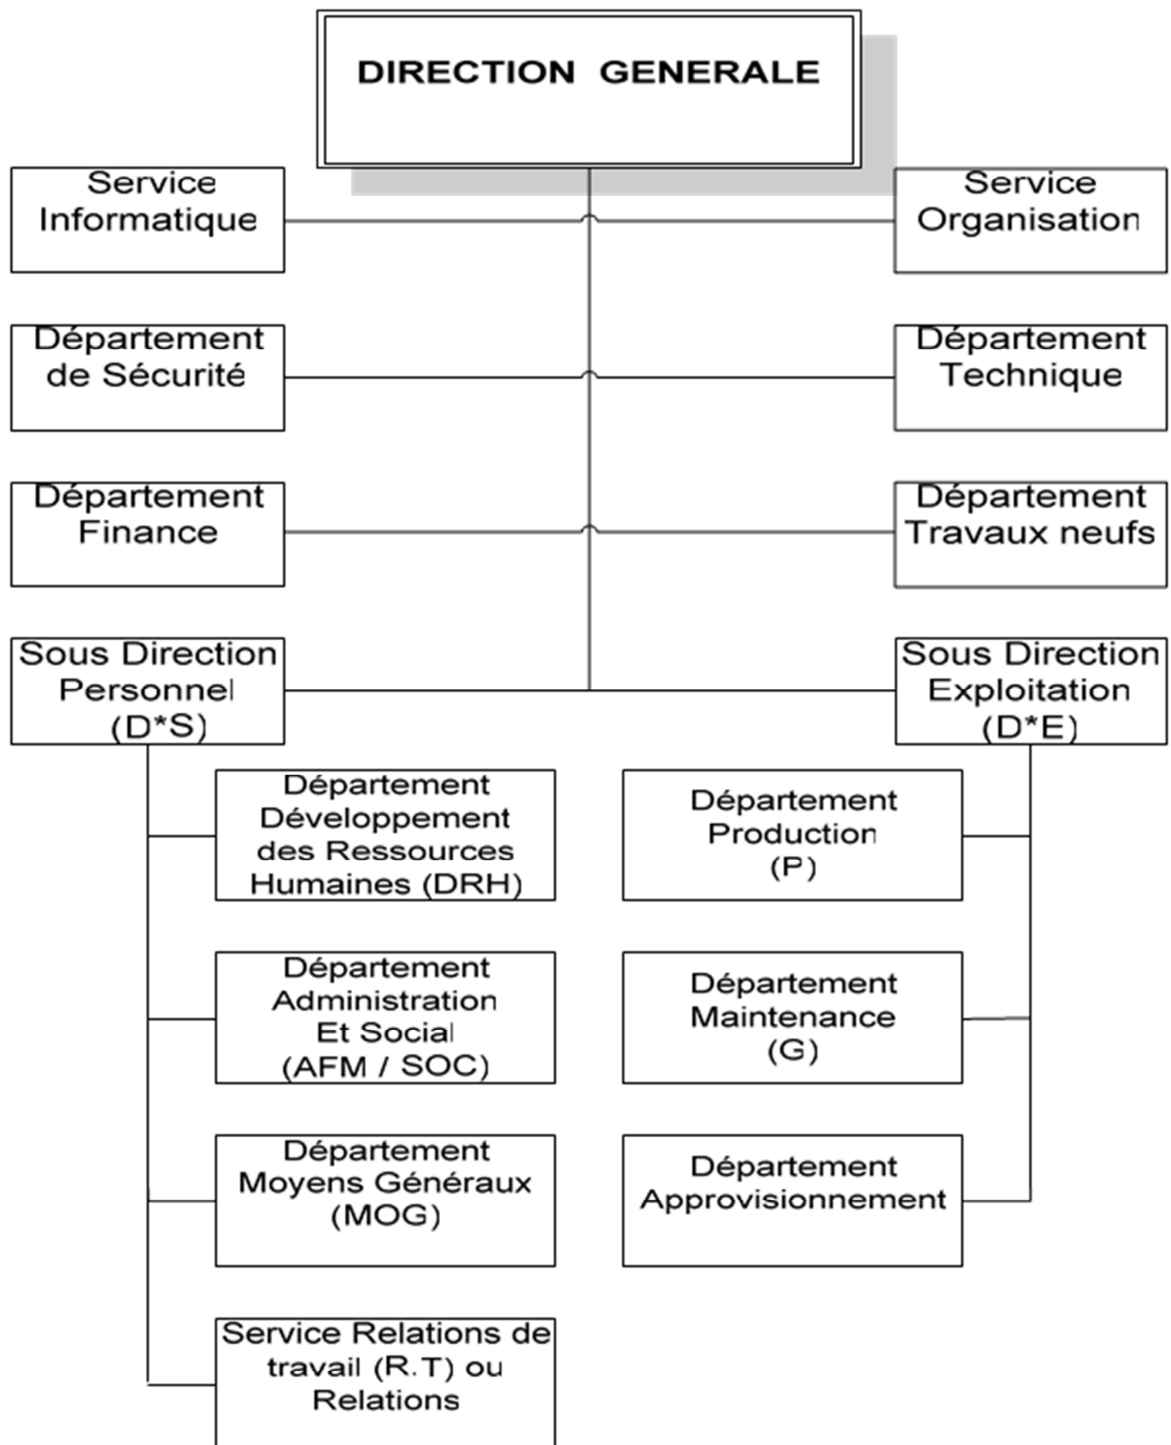 DIRECTION GENERALE
Service
Informatique
Service
Organisation
Département
de Sécurité
Département
Technique
Département
Finance
Département
Travaux neufs
Sous Direction
Personnel
(D*S)
Sous Direction
Exploitation
(D*E)
Département
Développement
des Ressources
Humaines (DRH)
Département
Production
(P)
Département
Administration
Et Social
(AFM / SOC)
Département
Maintenance
(G)
Département
Moyens Généraux
(MOG)
Département
Approvisionnement
Service Relations de
travail (R.T) ou
Relations